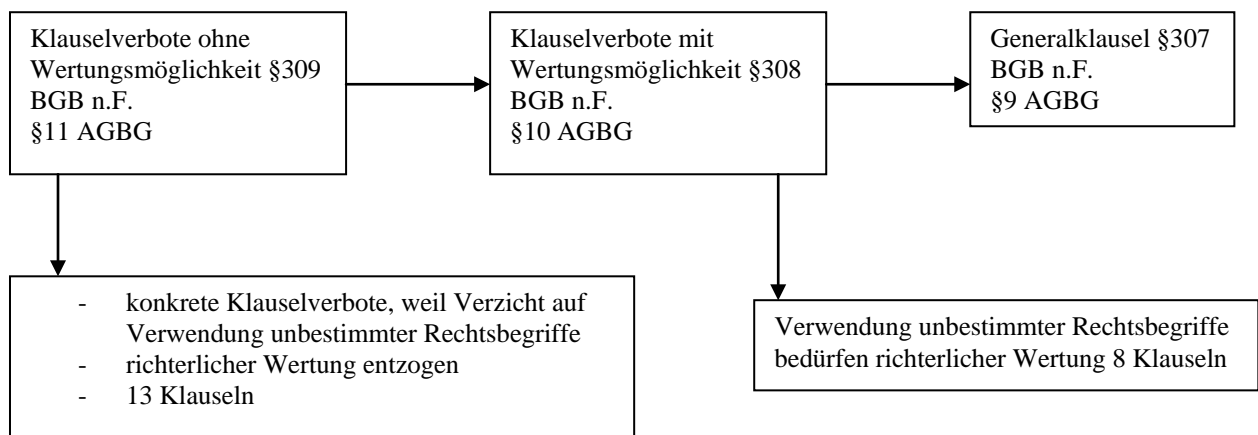 Klauselverbote ohne
Wertungsmöglichkeit §309
BGB n.F.
§11 AGBG
Klauselverbote mit
Wertungsmöglichkeit §308
BGB n.F.
§10 AGBG
Generalklausel §307
BGB n.F.
§9 AGBG
- konkrete Klauselverbote, weil Verzicht auf
Verwendung unbestimmter Rechtsbegriffe
- richterlicher Wertung entzogen
- 13 Klauseln
Verwendung unbestimmter Rechtsbegriffe
bedürfen richterlicher Wertung 8 Klauseln